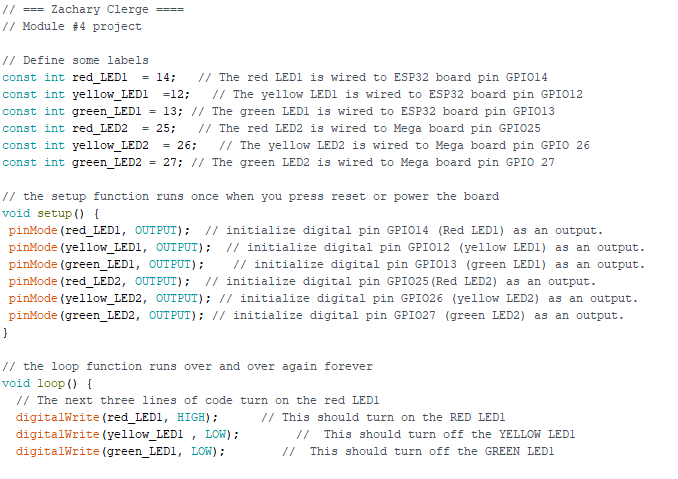 // === Zachary Clerge ====
// Module #4 project
// Define some labels
const int red_LED1  = 14;   // The red LED1 is wired to ESP32 board pin GPIO14
const int yellow_LED1  =12;   // The yellow LED1 is wired to ESP32 board pin GPIO12
const int green_LED1 = 13; // The green LED1 is wired to ESP32 board pin GPIO13
const int red_LED2  = 25;   // The red LED2 is wired to Mega board pin GPIO25
const int yellow_LED2  = 26;   // The yellow LED2 is wired to Mega board pin GPIO 26
const int green_LED2 = 27; // The green LED2 is wired to Mega board pin GPIO 27
// the setup function runs once when you press reset or power the board
void setup() {
 pinMode(red_LED1, OUTPUT);  // initialize digital pin GPIO14 (Red LED1) as an output.
 pinMode(yellow_LED1, OUTPUT);  // initialize digital pin GPIO12 (yellow LED1) as an output.
 pinMode(green_LED1, OUTPUT);    // initialize digital pin GPIO13 (green LED1) as an output.
 pinMode(red_LED2, OUTPUT);  // initialize digital pin GPIO25(Red LED2) as an output.
 pinMode(yellow_LED2, OUTPUT); // initialize digital pin GPIO26 (yellow LED2) as an output.
 pinMode(green_LED2, OUTPUT); // initialize digital pin GPIO27 (green LED2) as an output.
}
// the loop function runs over and over again forever
void loop() {
  // The next three lines of code turn on the red LED1
  digitalWrite(red_LED1, HIGH);      // This should turn on the RED LED1
  digitalWrite(yellow_LED1 , LOW);        //  This should turn off the YELLOW LED1
  digitalWrite(green_LED1, LOW);        //  This should turn off the GREEN LED1